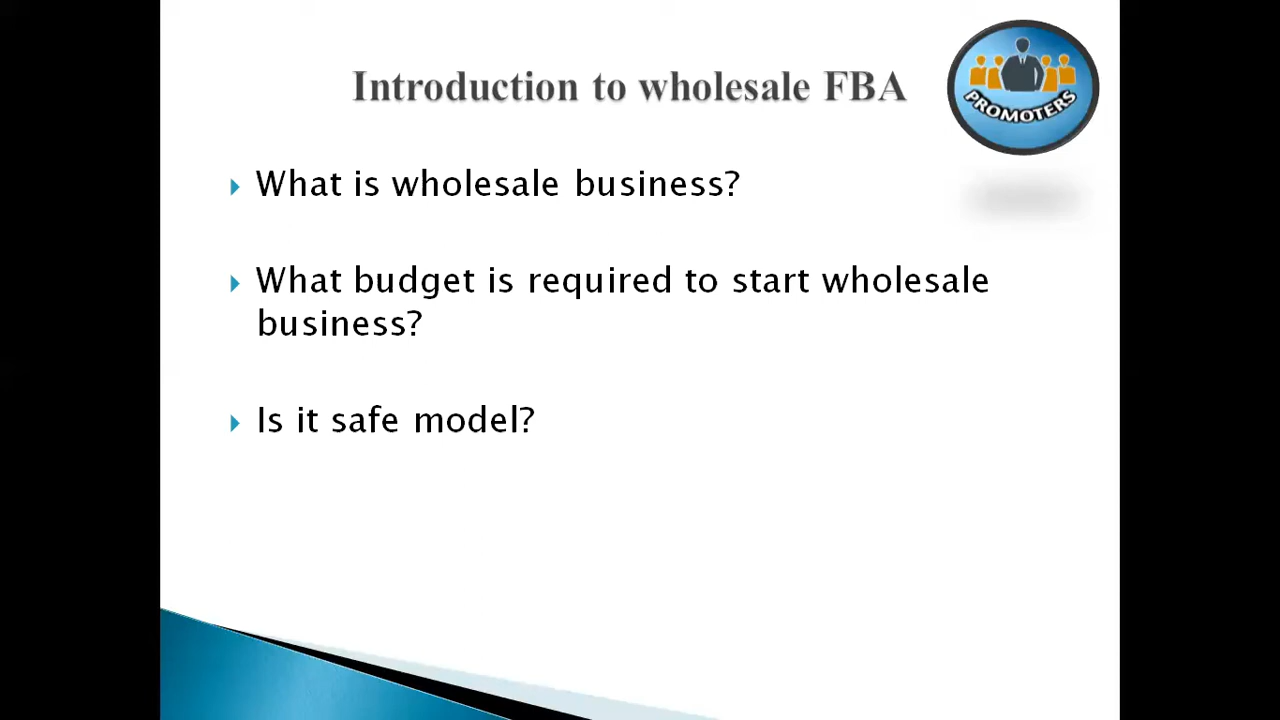 Introduction to wholesale FBA
PROMOTERS
What is wholesale business?
What budget is required to start wholesale
business?
Is it safe model?